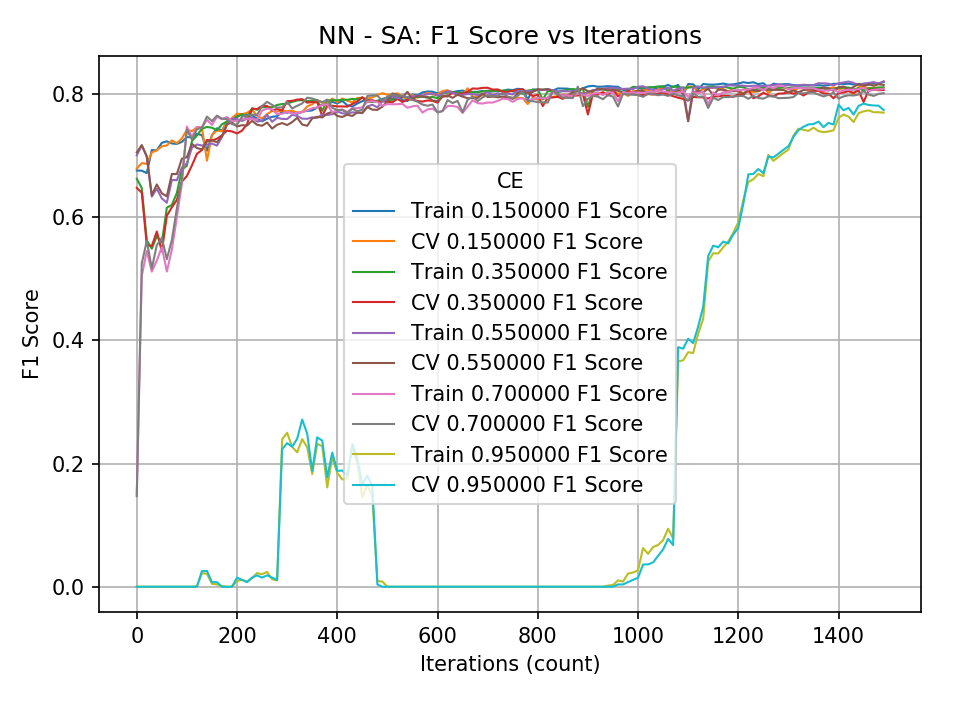 NN - SA: F1 Score vs Iterations
F1 Score
0.8
0.6
0.4
0.2
0.0
CE
Train 0.150000 F1 Score
CV 0.150000 F1 Score
Train 0.350000 F1 Score
CV 0.350000 F1 Score
Train 0.550000 F1 Score
CV 0.550000 F1 Score
Train 0.700000 F1 Score
CV 0.700000 F1 Score
Train 0.950000 F1 Score
CV 0.950000 F1 Score
0 200 400 600 800 1000 1200 1400
Iterations (count)